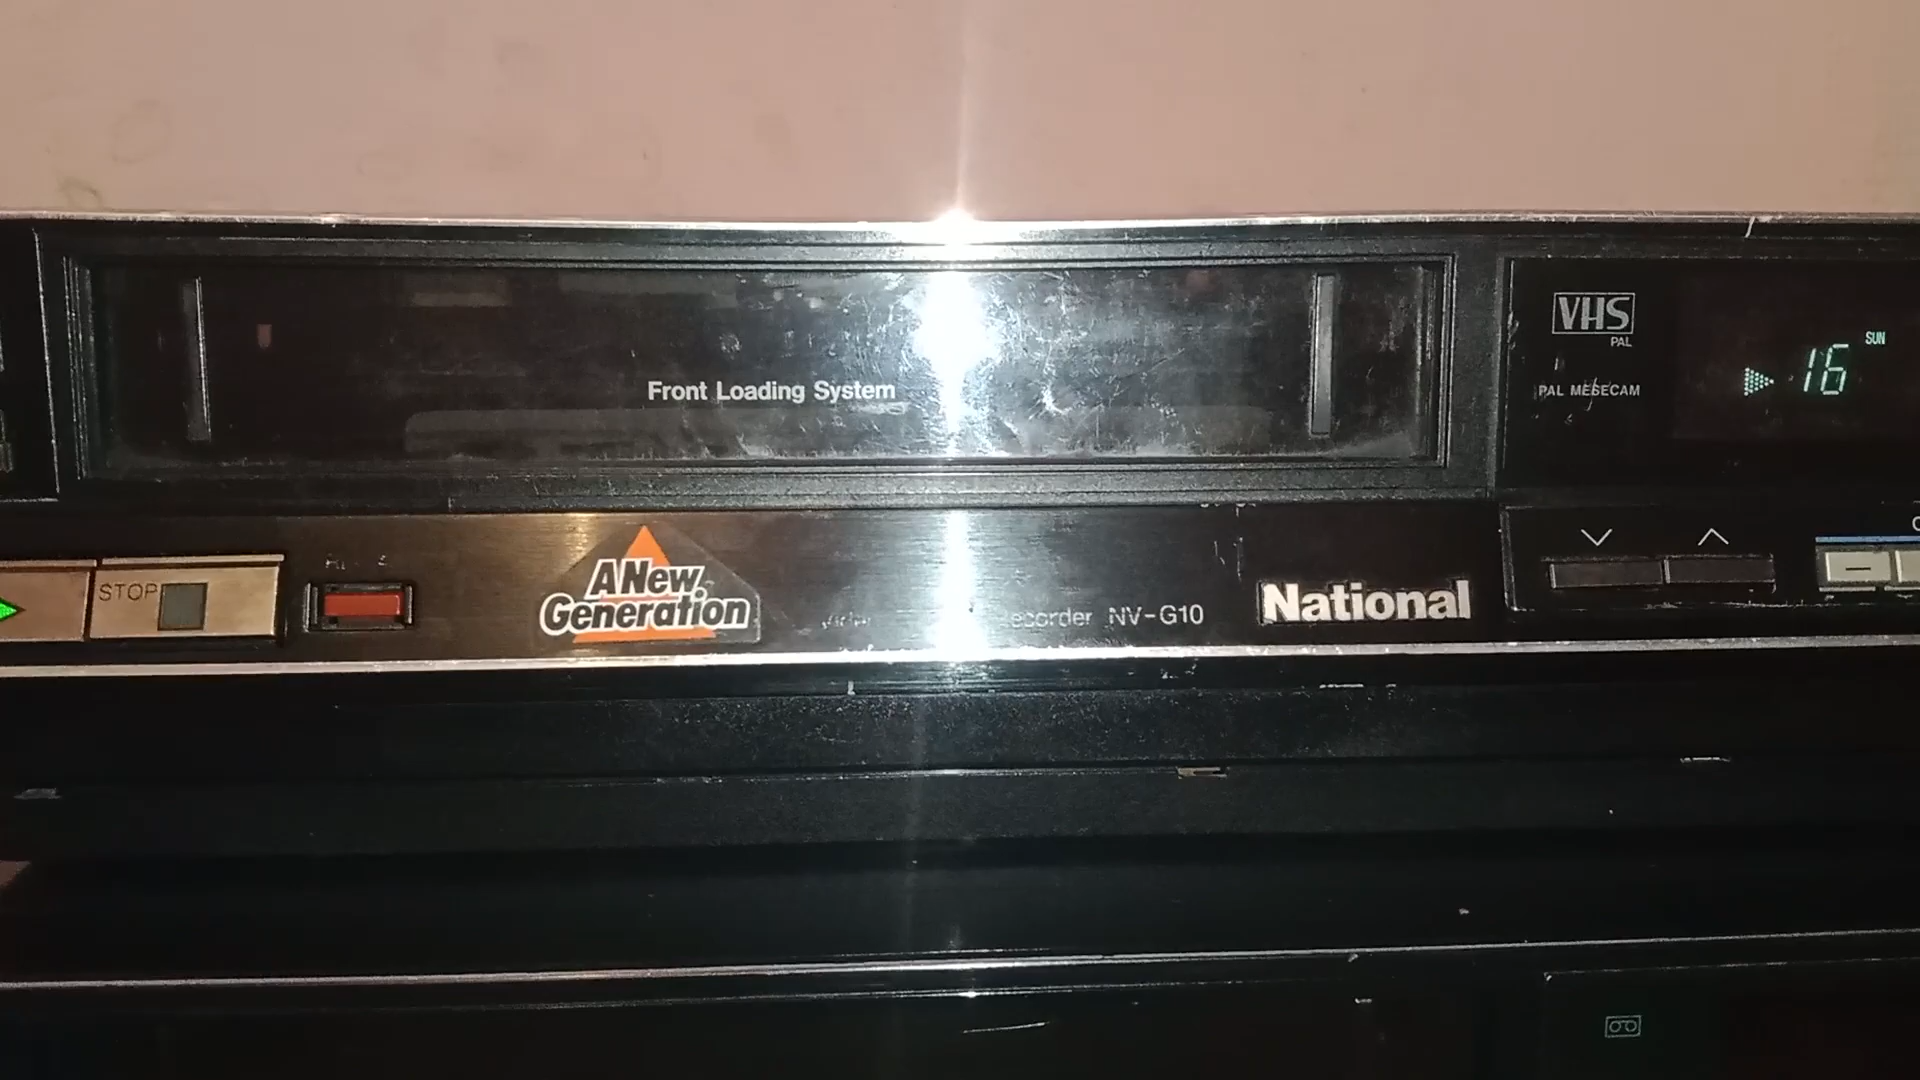 Front Loading System
VHS
PAL
PAL MESECAM
SUN
16
STOP
A New
Generation
NV-G10
National